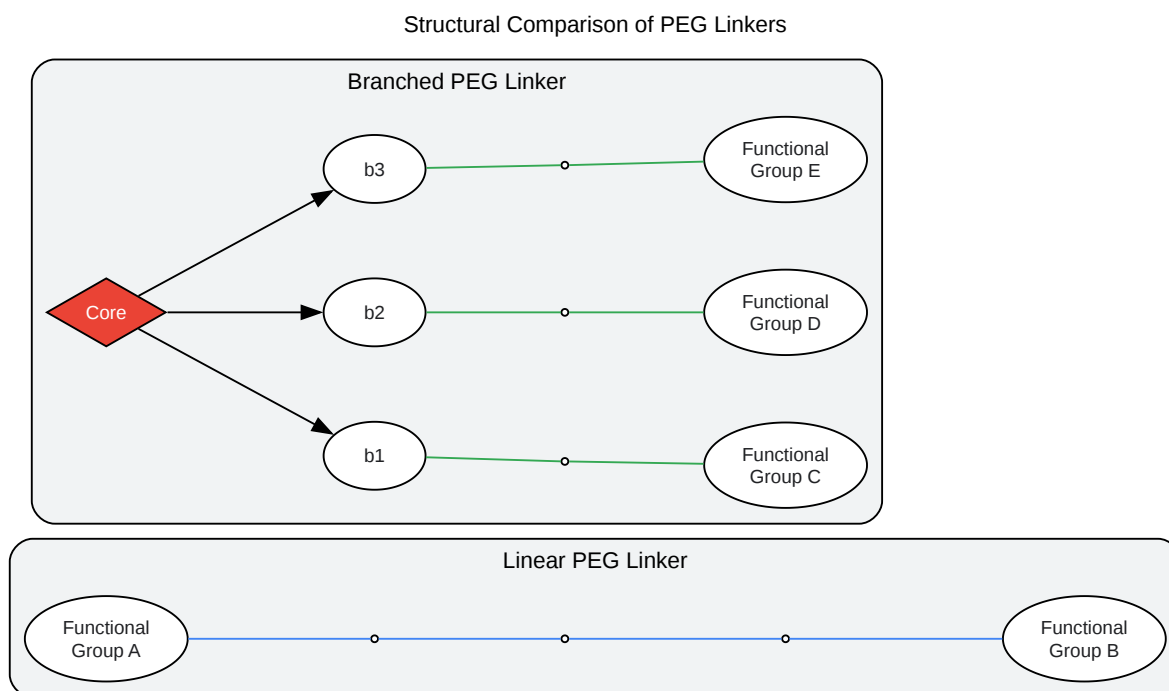 Structural Comparison of PEG Linkers
Branched PEG Linker
b3
Functional
Group E
Core
b2
Functional
Group D
b1
Functional
Group C
Linear PEG Linker
Functional
Group A
Functional
Group B